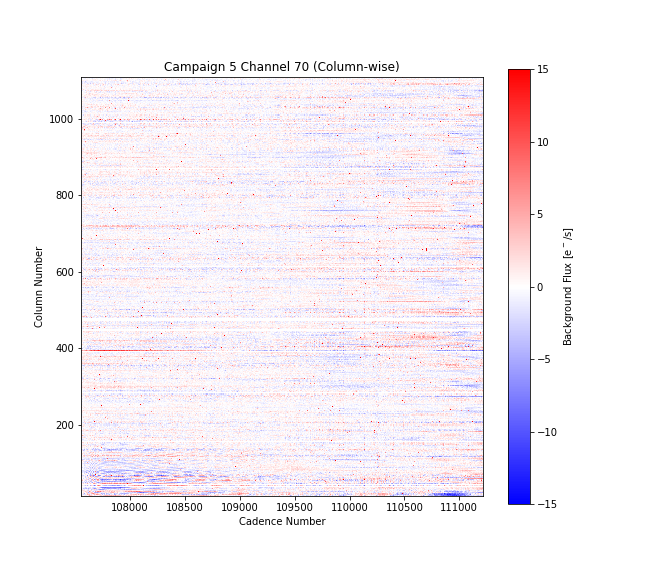 Campaign 5 Channel 70 (Column-wise)
1000
800
600
400
200
Column Number
108000 108500 109000 109500 110000 110500 111000
Cadence Number
15
10
5
0
−5
−10
−15
Background Flux [e⁻/s]